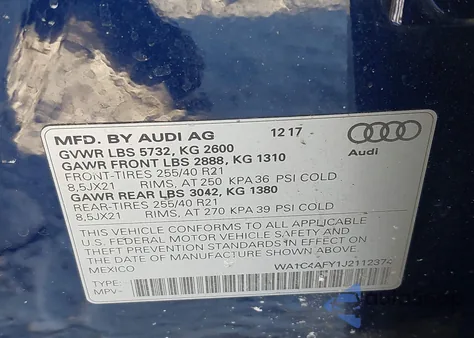 MFD. BY AUDI AG 12 17
GVWR LBS 5732, KG 2600
GAWR FRONT LBS 2888, KG 1310
FRONT-TIRES 255/40 R21
8,5JX21 RIMS, AT 250 KPA 36 PSI COLD
GAWR REAR LBS 3042, KG 1380
REAR-TIRES 255/40 R21
8,5JX21 RIMS, AT 270 KPA 39 PSI COLD
Audi
THIS VEHICLE CONFORMS TO ALL APPLICABLE
U.S. FEDERAL MOTOR VEHICLE SAFETY AND
THEFT PREVENTION STANDARDS IN EFFECT ON
THE DATE OF MANUFACTURE SHOWN ABOVE.
MEXICO WA1C4AFY1J2112374
TYPE:
MPV-